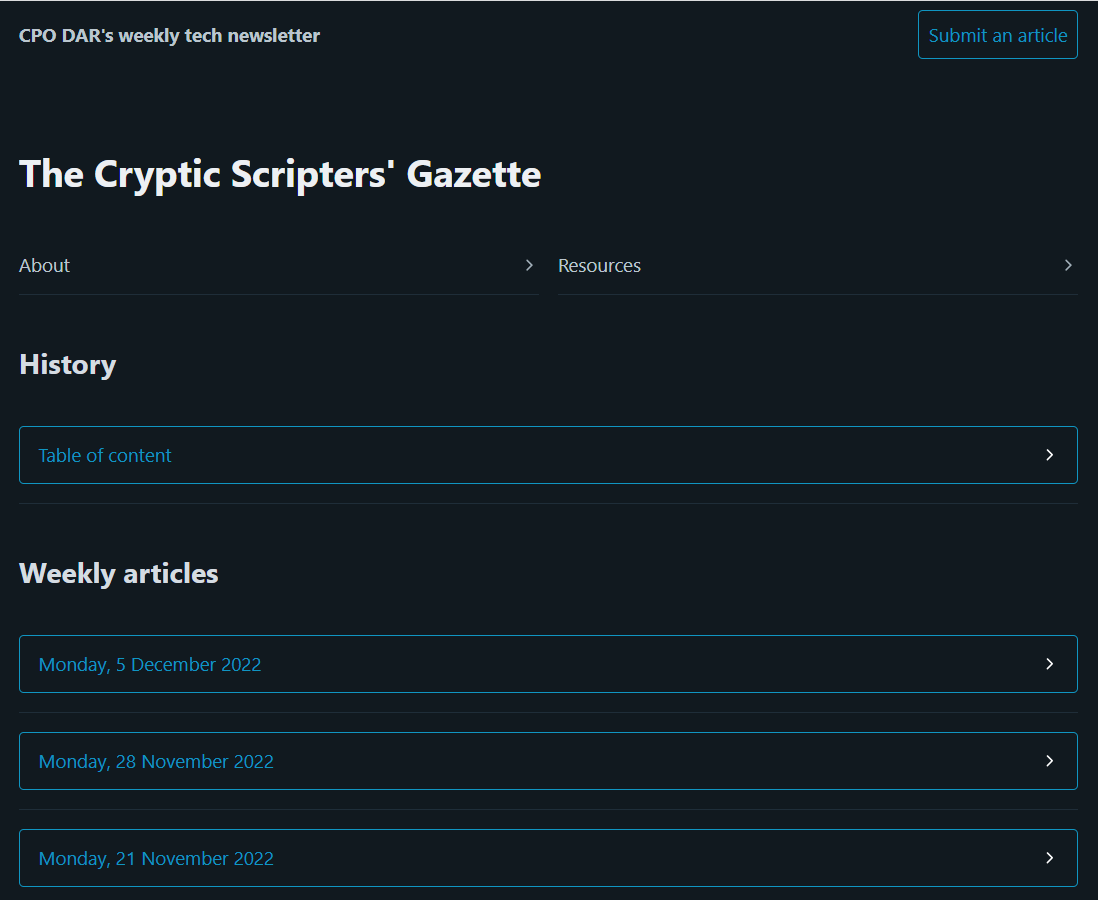 CPO DAR's weekly tech newsletter
Submit an article
The Cryptic Scripters' Gazette
About
Resources
History
Table of content
Weekly articles
Monday, 5 December 2022
Monday, 28 November 2022
Monday, 21 November 2022